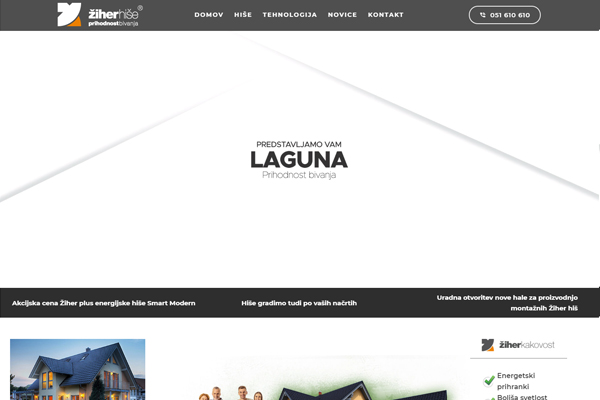 žiherhiše®
prihodnostbivanja
DOMOV HIŠE TEHNOLOGIJA NOVICE KONTAKT
051 610 610
PREDSTAVLJAMO VAM
LAGUNA
Prihodnost bivanja
Akcijska cena Žiher plus energijske hiše Smart Modern
Hiše gradimo tudi po vaših načrtih
Uradna otvoritev nove hale za proizvodnjo
montažnih Žiher hiš
žiherkakovost
Energetski
prihranki
Boljša svetlost